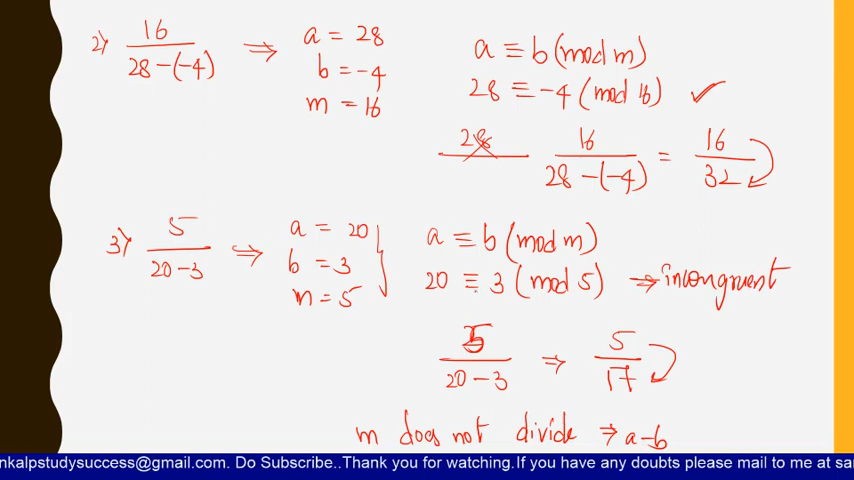 2) 16 / 28-(-4) ⇒ a = 28
b = -4
m = 16
a ≡ b (mod m)
28 ≡ -4 (mod 16) ✓
28 16 / 28-(-4) = 16 / 32
3) 5 / 20-3 ⇒ a = 20
b = 3
m = 5
a ≡ b (mod m)
20 ≡ 3 (mod 5) → incongruent
5 / 20-3 ⇒ 5 / 17
m does not divide ⇒ a-b
nkalpstudysuccess@gmail.com. Do Subscribe..Thank you for watching.If you have any doubts please mail to me at sa